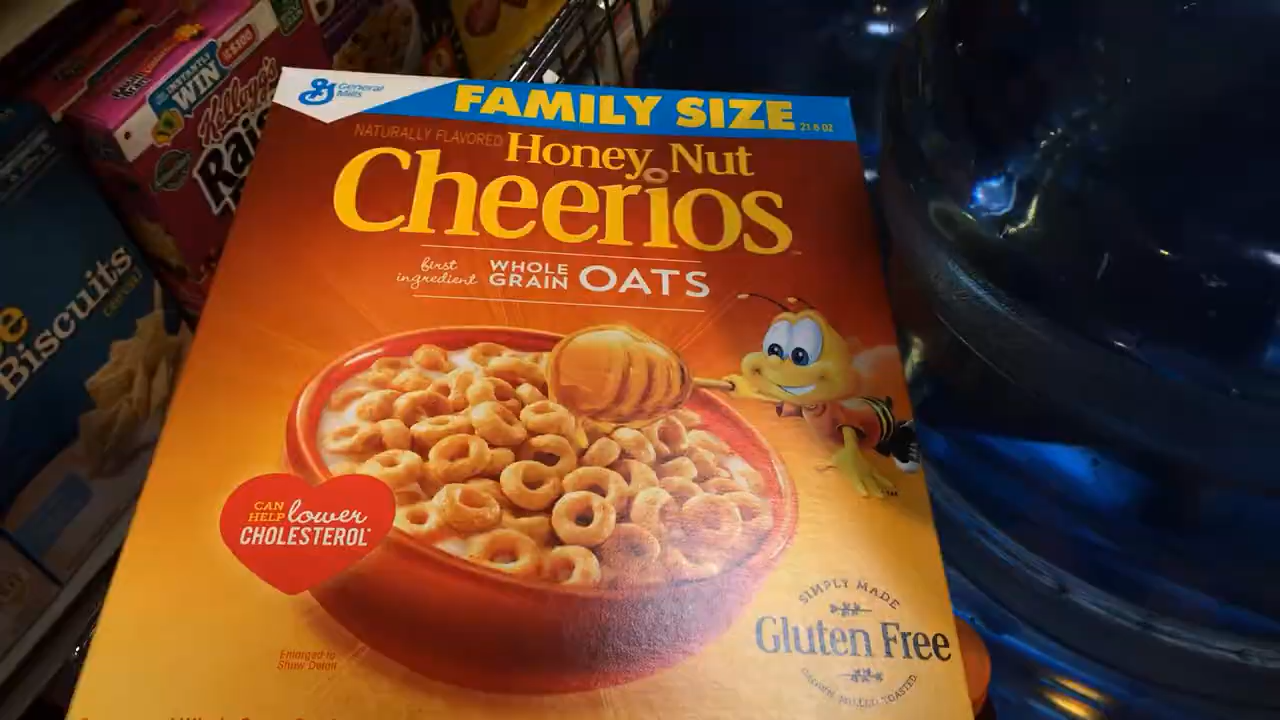 General
Mills
FAMILY SIZE
21.6 OZ
NATURALLY FLAVORED
Honey Nut
Cheerios
first
ingredient
WHOLE
GRAIN
OATS
CAN
HELP lower
CHOLESTEROL*
SIMPLY MADE
Gluten Free
Enlarged to
Show Detail
INSTANTLY
WIN
Kellogg's
Biscuits